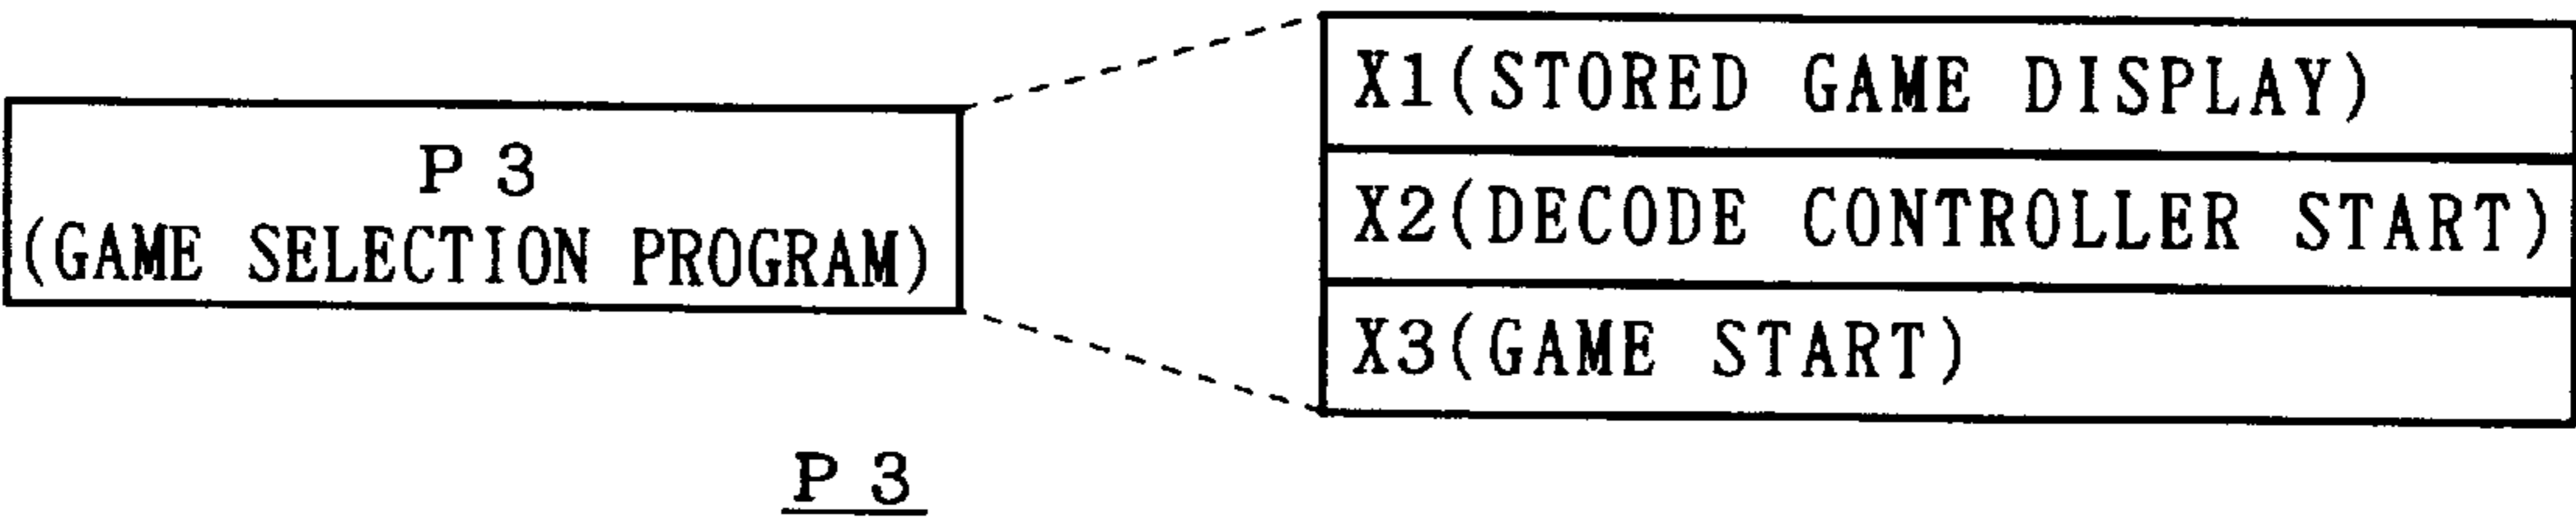 P 3
(GAME SELECTION PROGRAM)
X1(STORED GAME DISPLAY)
X2(DECODE CONTROLLER START)
X3(GAME START)
P 3